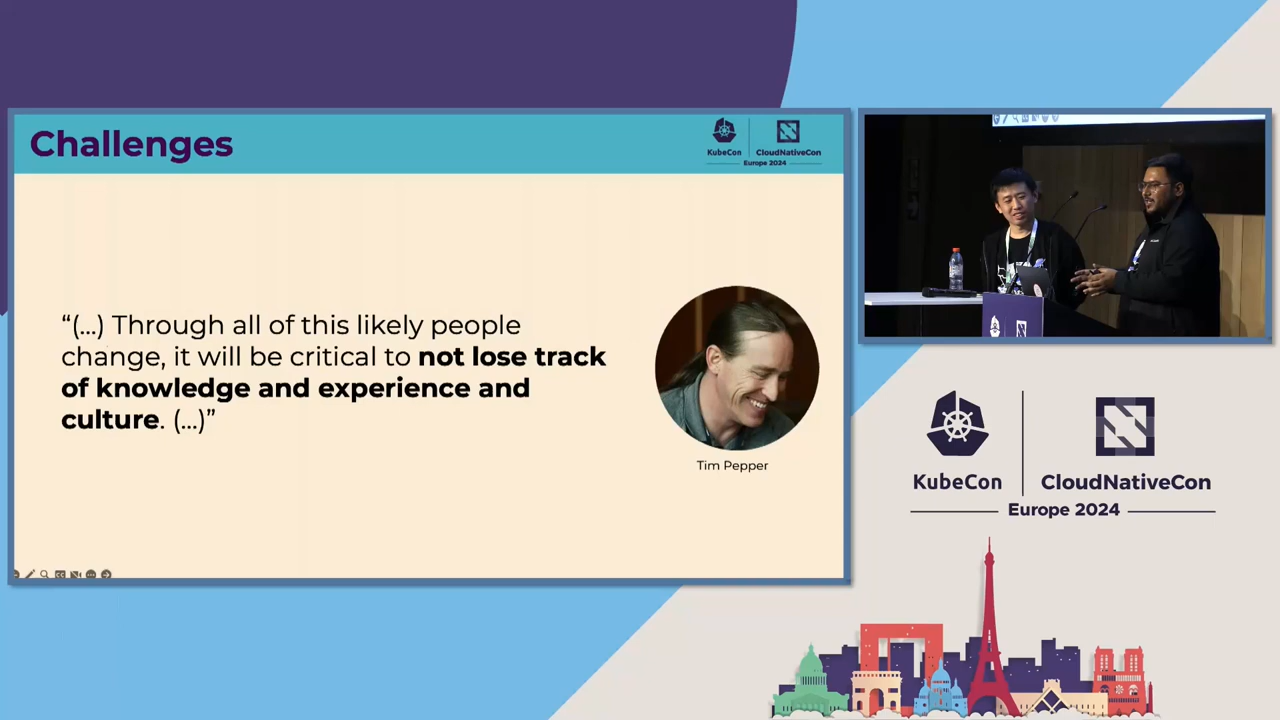 Challenges
KubeCon
CloudNativeCon
Europe 2024
“(...) Through all of this likely people
change, it will be critical to not lose track
of knowledge and experience and
culture. (...)”
Tim Pepper
KubeCon
CloudNativeCon
Europe 2024